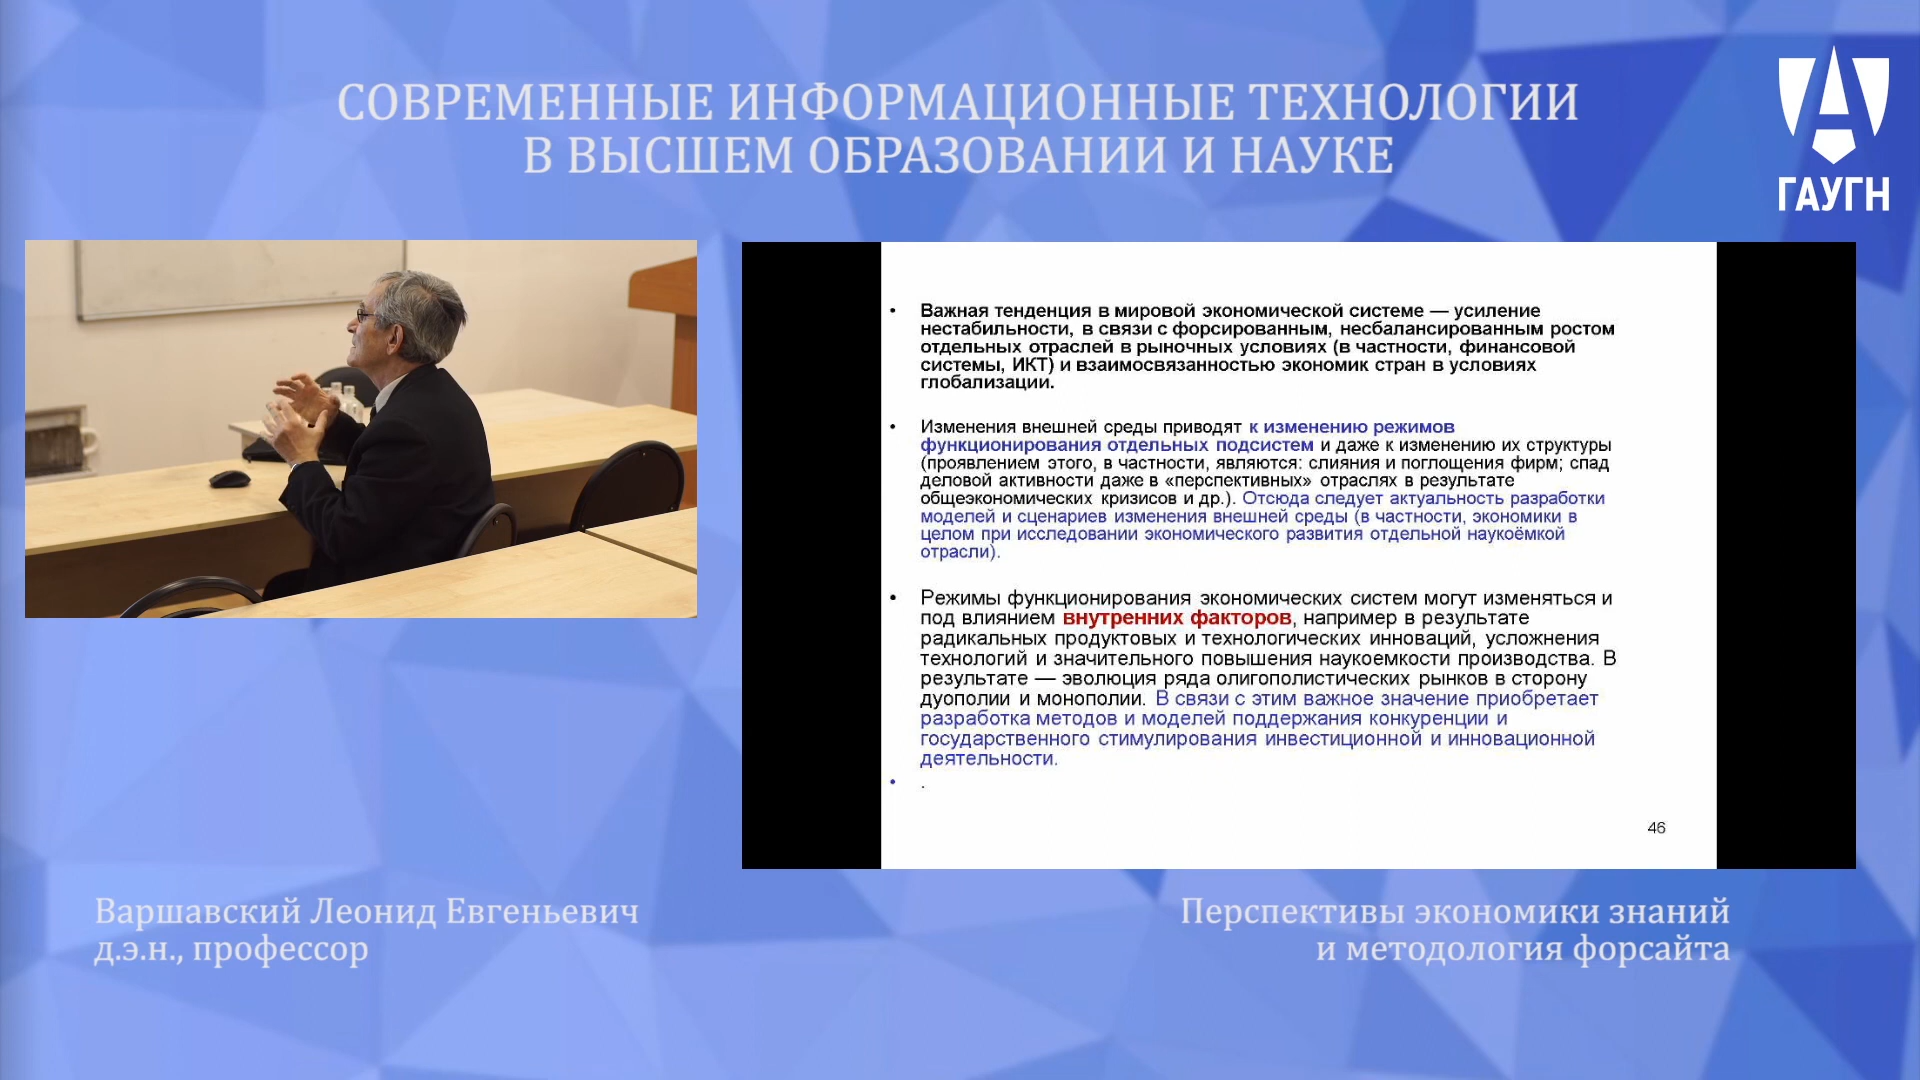 СОВРЕМЕННЫЕ ИНФОРМАЦИОННЫЕ ТЕХНОЛОГИИ
В ВЫСШЕМ ОБРАЗОВАНИИ И НАУКЕ
ГАУГН
• Важная тенденция в мировой экономической системе — усиление
нестабильности, в связи с форсированным, несбалансированным ростом
отдельных отраслей в рыночных условиях (в частности, финансовой
системы, ИКТ) и взаимосвязанностью экономик стран в условиях
глобализации.
• Изменения внешней среды приводят к изменению режимов
функционирования отдельных подсистем и даже к изменению их структуры
(проявлением этого, в частности, являются: слияния и поглощения фирм; спад
деловой активности даже в «перспективных» отраслях в результате
общеэкономических кризисов и др.). Отсюда следует актуальность разработки
моделей и сценариев изменения внешней среды (в частности, экономики в
целом при исследовании экономического развития отдельной наукоёмкой
отрасли).
• Режимы функционирования экономических систем могут изменяться и
под влиянием внутренних факторов, например в результате
радикальных продуктовых и технологических инноваций, усложнения
технологий и значительного повышения наукоемкости производства. В
результате — эволюция ряда олигополистических рынков в сторону
дуополии и монополии. В связи с этим важное значение приобретает
разработка методов и моделей поддержания конкуренции и
государственного стимулирования инвестиционной и инновационной
деятельности.
• .
46
Варшавский Леонид Евгеньевич
д.э.н., профессор
Перспективы экономики знаний
и методология форсайта